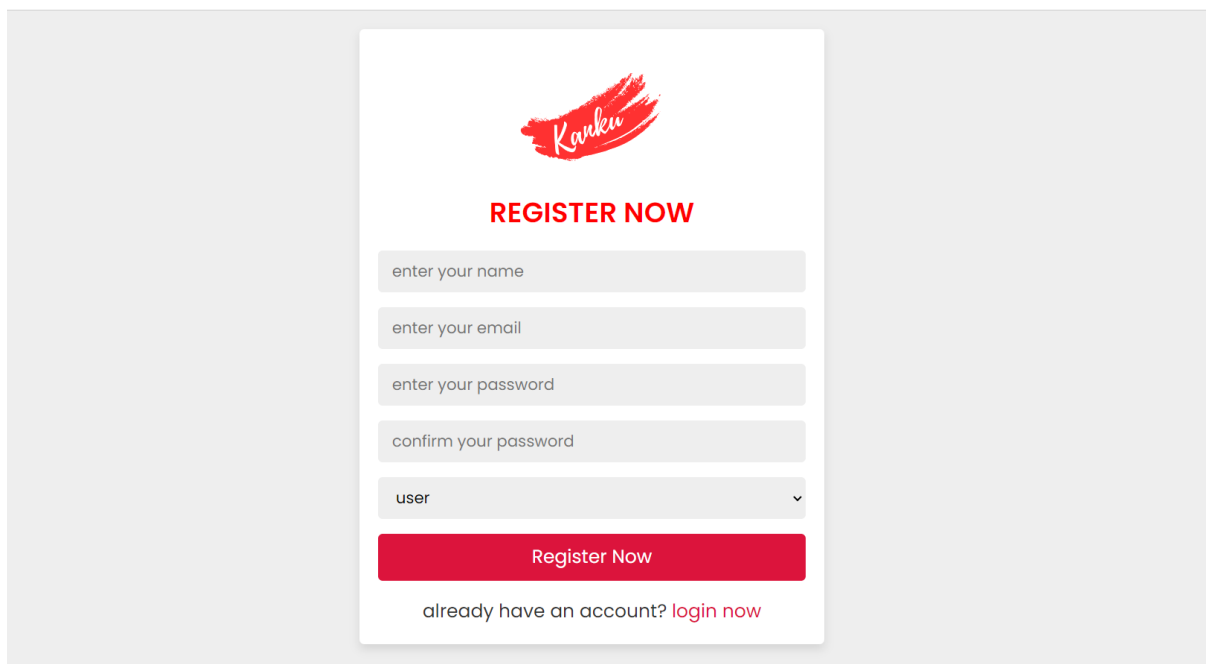 Kanku
REGISTER NOW
enter your name
enter your email
enter your password
confirm your password
user
Register Now
already have an account? login now